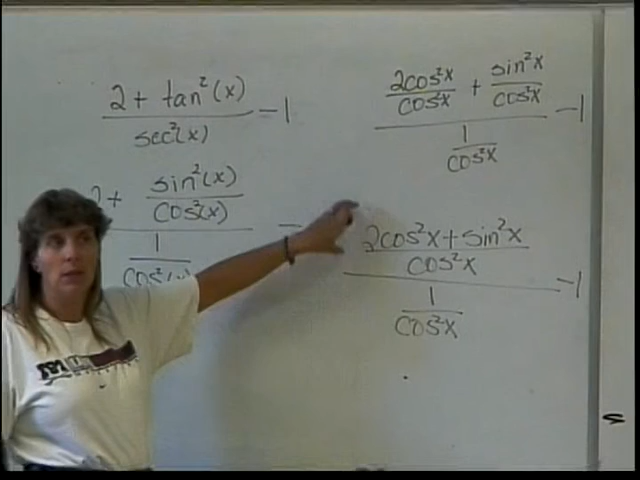 2 + tan²(x)
sec²(x)
-1
2 + sin²(x)
cos²(x)
1
cos²(x)
-
2cos²x + sin²x
cos²x cos²x
1
cos²x
-1
2cos²x + sin²x
cos²x
1
cos²x
-1